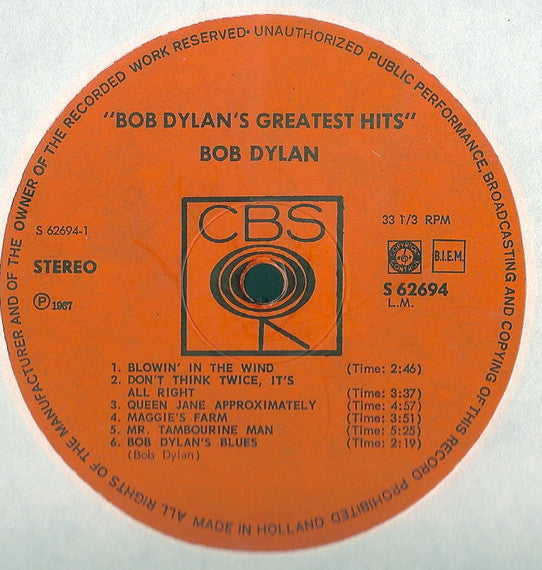 ALL RIGHTS OF THE MANUFACTURER AND OF THE OWNER OF THE RECORDED WORK RESERVED • UNAUTHORIZED PUBLIC PERFORMANCE, BROADCASTING AND COPYING OF THIS RECORD PROHIBITED
"BOB DYLAN'S GREATEST HITS"
BOB DYLAN
CBS
S 62694-1
33 1/3 RPM
STEREO
B.I.E.M.
S 62694
L.M.
Ⓟ 1967
1. BLOWIN' IN THE WIND (Time: 2:46)
2. DON'T THINK TWICE, IT'S
ALL RIGHT (Time: 3:37)
3. QUEEN JANE APPROXIMATELY (Time: 4:57)
4. MAGGIE'S FARM (Time: 3:51)
5. MR. TAMBOURINE MAN (Time: 5:25)
6. BOB DYLAN'S BLUES (Time: 2:19)
(Bob Dylan)
MADE IN HOLLAND